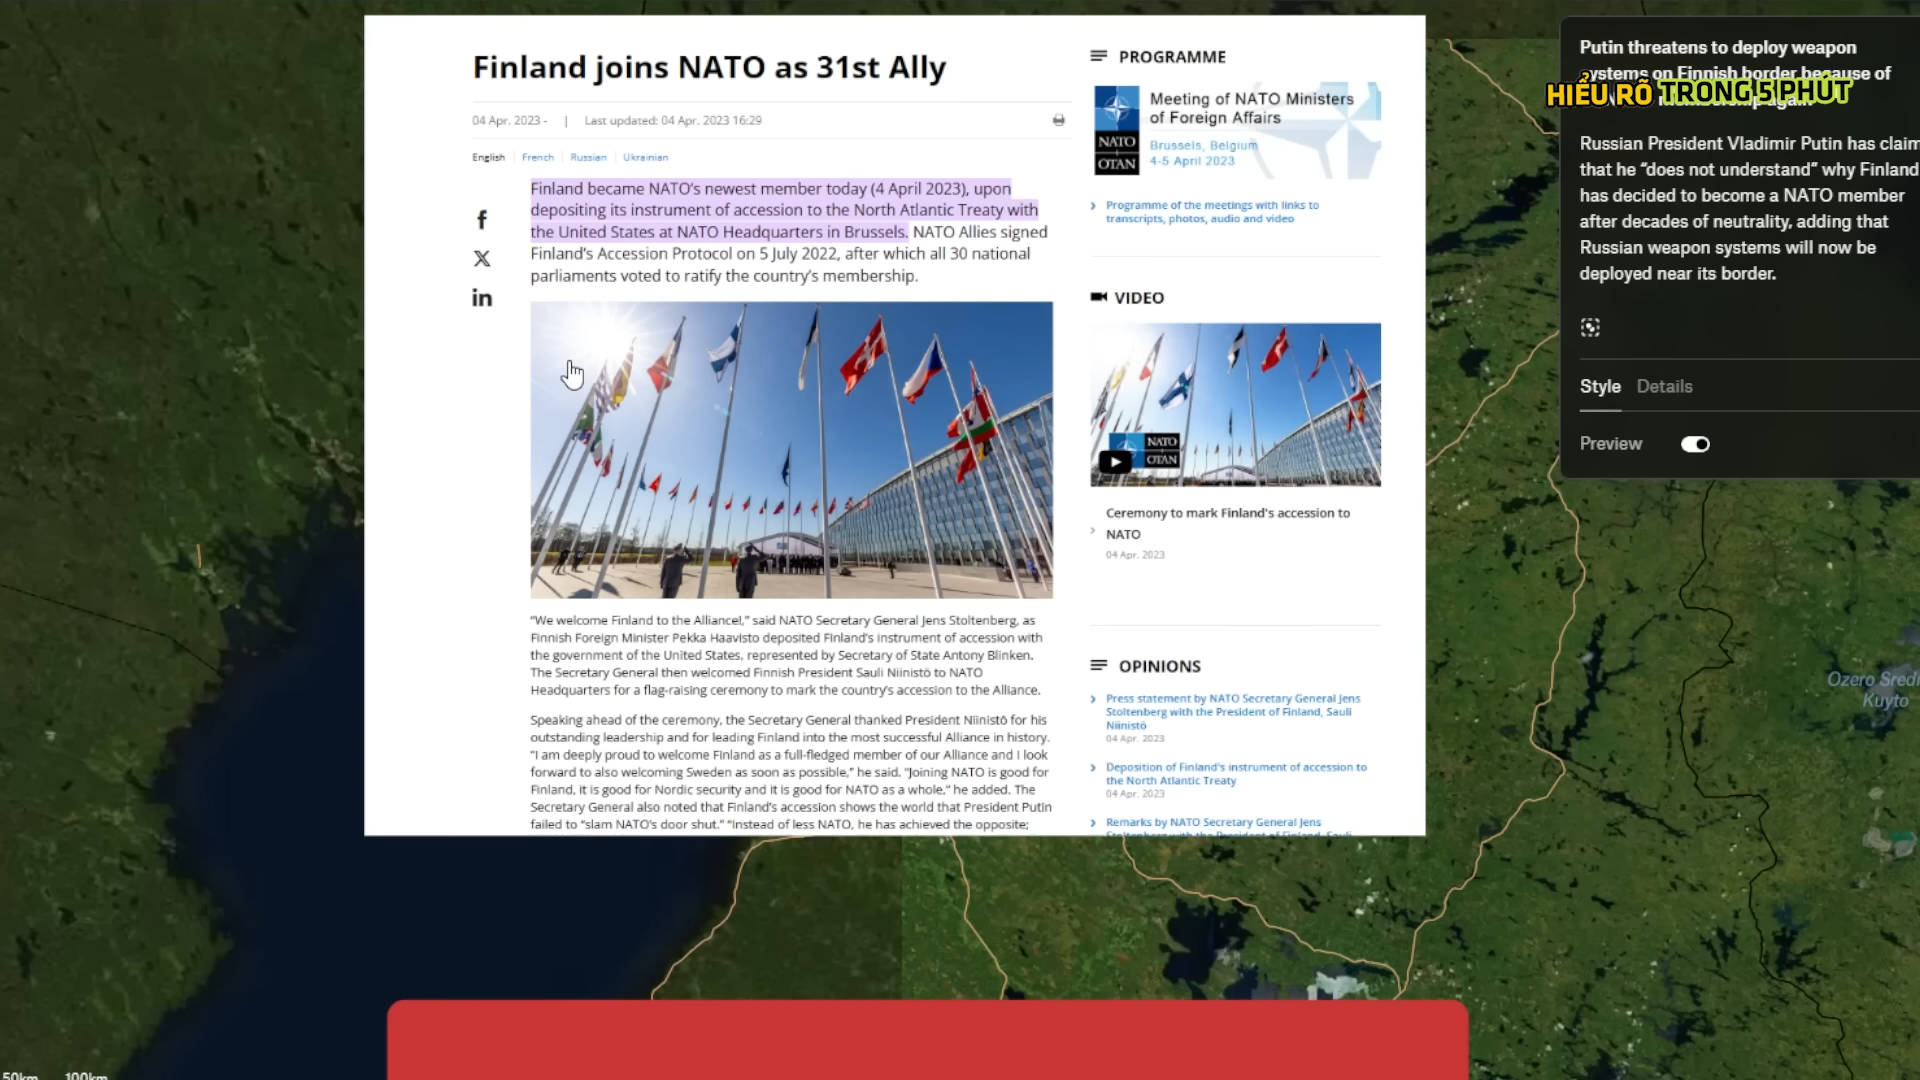 Finland joins NATO as 31st Ally
04 Apr. 2023 - | Last updated: 04 Apr. 2023 16:29
English French Russian Ukrainian
Finland became NATO's newest member today (4 April 2023), upon
depositing its instrument of accession to the North Atlantic Treaty with
the United States at NATO Headquarters in Brussels. NATO Allies signed
Finland's Accession Protocol on 5 July 2022, after which all 30 national
parliaments voted to ratify the country's membership.
"We welcome Finland to the Alliance!," said NATO Secretary General Jens Stoltenberg, as
Finnish Foreign Minister Pekka Haavisto deposited Finland's instrument of accession with
the government of the United States, represented by Secretary of State Antony Blinken.
The Secretary General then welcomed Finnish President Sauli Niinistö to NATO
Headquarters for a flag-raising ceremony to mark the country's accession to the Alliance.
Speaking ahead of the ceremony, the Secretary General thanked President Niinistö for his
outstanding leadership and for leading Finland into the most successful Alliance in history.
"I am deeply proud to welcome Finland as a full-fledged member of our Alliance and I look
forward to also welcoming Sweden as soon as possible," he said. "Joining NATO is good for
Finland, it is good for Nordic security and it is good for NATO as a whole," he added. The
Secretary General also noted that Finland's accession shows the world that President Putin
failed to "slam NATO's door shut." "Instead of less NATO, he has achieved the opposite;
PROGRAMME
NATO
OTAN
Meeting of NATO Ministers
of Foreign Affairs
Brussels, Belgium
4-5 April 2023
Programme of the meetings with links to
transcripts, photos, audio and video
VIDEO
NATO
OTAN
Ceremony to mark Finland's accession to
NATO
04 Apr. 2023
OPINIONS
Press statement by NATO Secretary General Jens
Stoltenberg with the President of Finland, Sauli
Niinistö
04 Apr. 2023
Deposition of Finland's instrument of accession to
the North Atlantic Treaty
04 Apr. 2023
Remarks by NATO Secretary General Jens
Stoltenberg with the President of Finland, Sauli
Putin threatens to deploy weapon
systems on Finnish border because of
HIỂU RÕ TRONG 5 PHÚT
Russian President Vladimir Putin has claim
that he "does not understand" why Finland
has decided to become a NATO member
after decades of neutrality, adding that
Russian weapon systems will now be
deployed near its border.
Style Details
Preview
Ozero Sredn
Kuyto
50km 100km